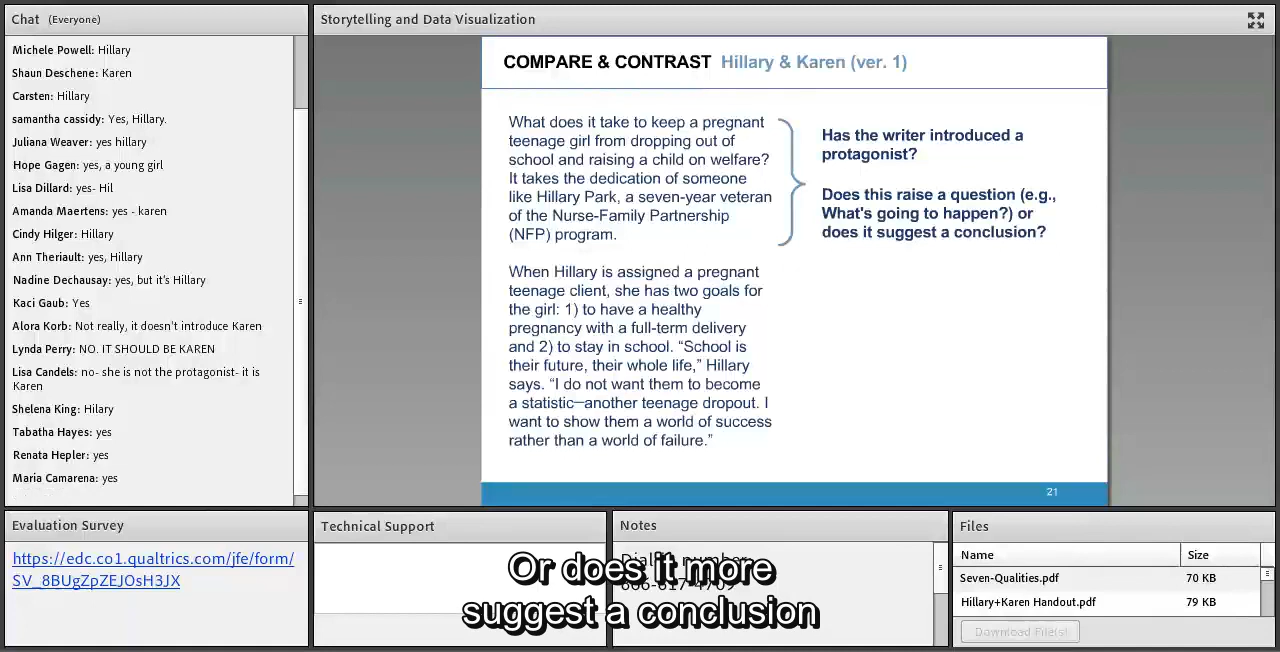 Chat (Everyone)
Michele Powell: Hillary
Shaun Deschene: Karen
Carsten: Hillary
samantha cassidy: Yes, Hillary.
Juliana Weaver: yes hillary
Hope Gagen: yes, a young girl
Lisa Dillard: yes- Hil
Amanda Maertens: yes - karen
Cindy Hilger: Hillary
Ann Theriault: yes, Hillary
Nadine Dechausay: yes, but it's Hillary
Kaci Gaub: Yes
Alora Korb: Not really, it doesn't introduce Karen
Lynda Perry: NO. IT SHOULD BE KAREN
Lisa Candels: no- she is not the protagonist- it is
Karen
Shelena King: Hilary
Tabatha Hayes: yes
Renata Hepler: yes
Maria Camarena: yes
Storytelling and Data Visualization
COMPARE & CONTRAST Hillary & Karen (ver. 1)
What does it take to keep a pregnant
teenage girl from dropping out of
school and raising a child on welfare?
It takes the dedication of someone
like Hillary Park, a seven-year veteran
of the Nurse-Family Partnership
(NFP) program.
When Hillary is assigned a pregnant
teenage client, she has two goals for
the girl: 1) to have a healthy
pregnancy with a full-term delivery
and 2) to stay in school. “School is
their future, their whole life,” Hillary
says. “I do not want them to become
a statistic—another teenage dropout. I
want to show them a world of success
rather than a world of failure.”
Has the writer introduced a
protagonist?
Does this raise a question (e.g.,
What's going to happen?) or
does it suggest a conclusion?
21
Evaluation Survey
https://edc.co1.qualtrics.com/jfe/form/
SV_8BUgZpZEJOsH3JX
Technical Support
Notes
Files
Name Size
Seven-Qualities.pdf 70 KB
Hillary+Karen Handout.pdf 79 KB
Download File(s)
Or does it more
suggest a conclusion